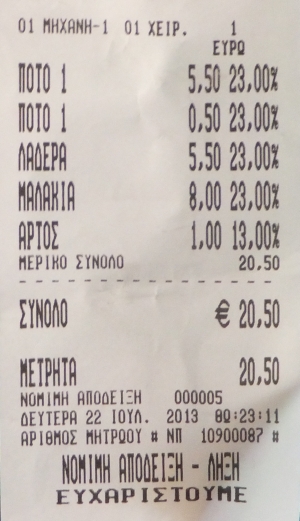 01 ΜΗΧΑΝΗ-1 01 ΧΕΙΡ. 1
ΕΥΡΩ
ΠΟΤΟ 1 5,50 23,00%
ΠΟΤΟ 1 0,50 23,00%
ΛΑΔΕΡΑ 5,50 23,00%
ΜΑΛΑΚΙΑ 8,00 23,00%
ΑΡΤΟΣ 1,00 13,00%
ΜΕΡΙΚΟ ΣΥΝΟΛΟ 20.50
ΣΥΝΟΛΟ € 20,50
ΜΕΤΡΗΤΑ 20,50
ΝΟΜΙΜΗ ΑΠΟΔΕΙΞΗ 000005
ΔΕΥΤΕΡΑ 22 ΙΟΥΛ. 2013 @0:23:11
ΑΡΙΘΜΟΣ ΜΗΤΡΩΟΥ # ΝΠ 10900087 #
ΝΟΜΙΜΗ ΑΠΟΔΕΙΞΗ - ΛΗΞΗ
ΕΥΧΑΡΙΣΤΟΥΜΕ